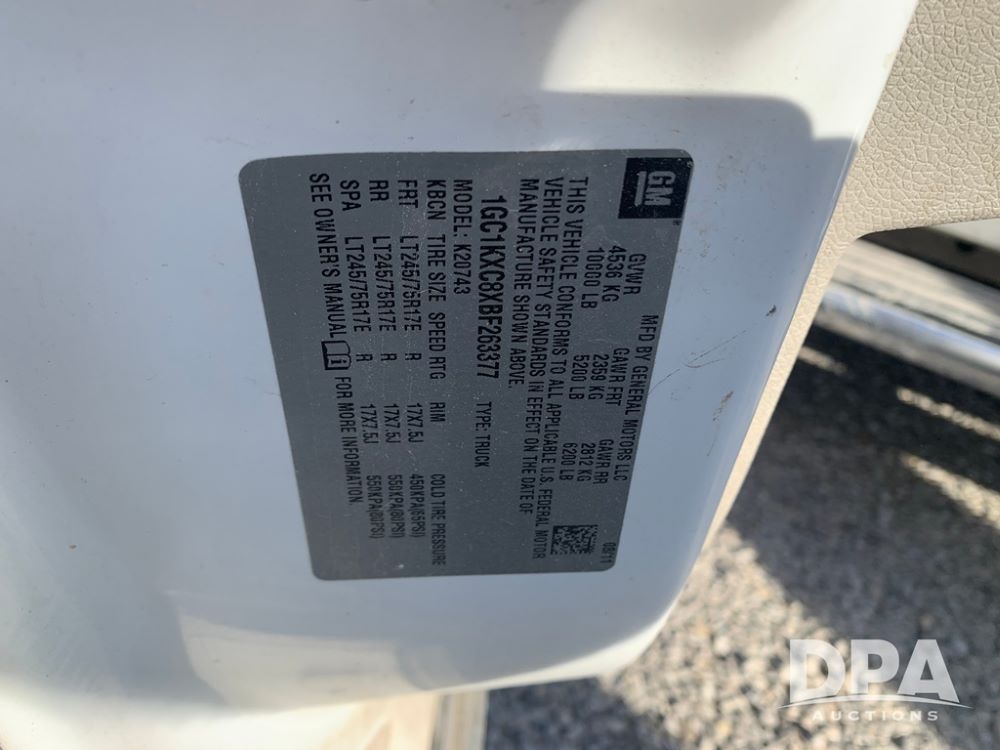 GM
MFD BY GENERAL MOTORS LLC
08/11
GVWR GAWR FRT GAWR RR
4536 KG 2359 KG 2812 KG
10000 LB 5200 LB 6200 LB
THIS VEHICLE CONFORMS TO ALL APPLICABLE U.S. FEDERAL MOTOR
VEHICLE SAFETY STANDARDS IN EFFECT ON THE DATE OF
MANUFACTURE SHOWN ABOVE.
1GC1KXC8XBF263377 TYPE: TRUCK
MODEL: K20743
KBCN TIRE SIZE SPEED RTG RIM COLD TIRE PRESSURE
FRT LT245/75R17E R 17X7.5J 450KPA(65PSI)
RR LT245/75R17E R 17X7.5J 550KPA(80PSI)
SPA LT245/75R17E R 17X7.5J 550KPA(80PSI)
SEE OWNER'S MANUAL i FOR MORE INFORMATION.
DPA
AUCTIONS